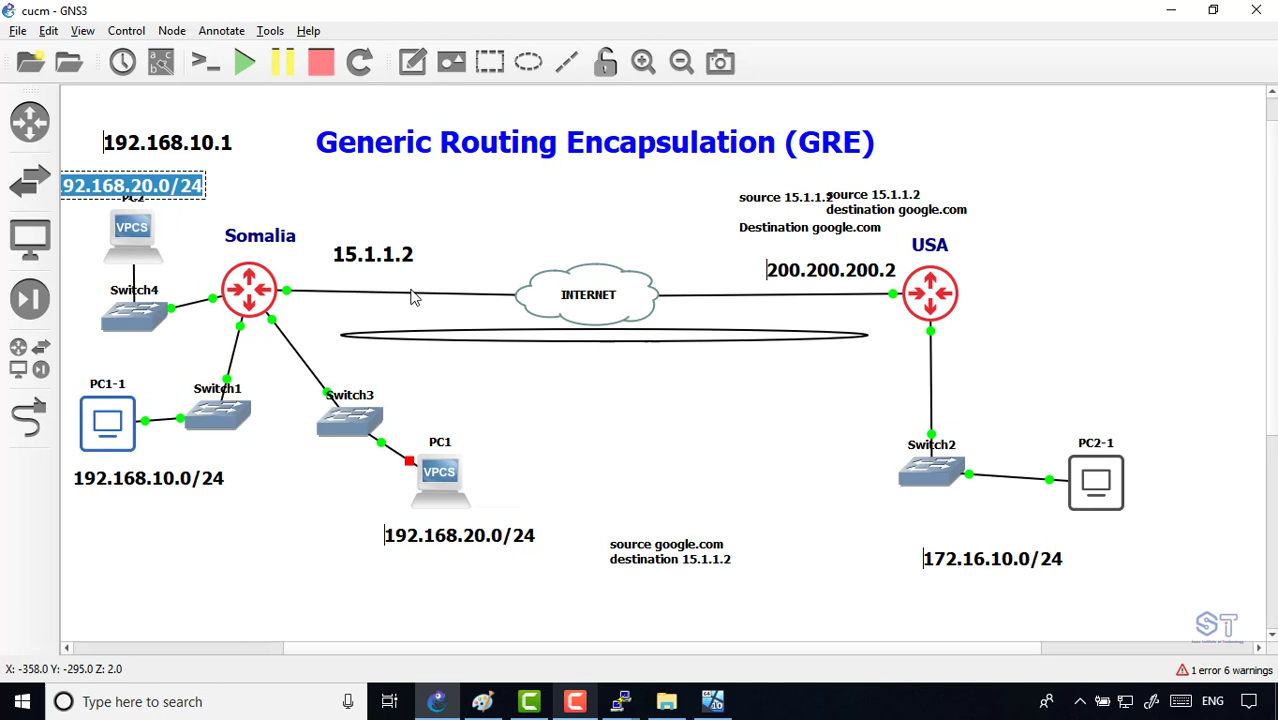 cucm - GNS3
File Edit View Control Node Annotate Tools Help
192.168.10.1
Generic Routing Encapsulation (GRE)
92.168.20.0/24
PC2
VPCS
source 15.1.1.2
Destination google.com
source 15.1.1.2
destination google.com
Somalia
15.1.1.2
USA
200.200.200.2
INTERNET
Switch4
Switch1
Switch3
PC1-1
PC1
VPCS
Switch2
PC2-1
192.168.10.0/24
192.168.20.0/24
source google.com
destination 15.1.1.2
172.16.10.0/24
ST
X: -358.0 Y: -295.0 Z: 2.0
1 error 6 warnings
Type here to search
ENG